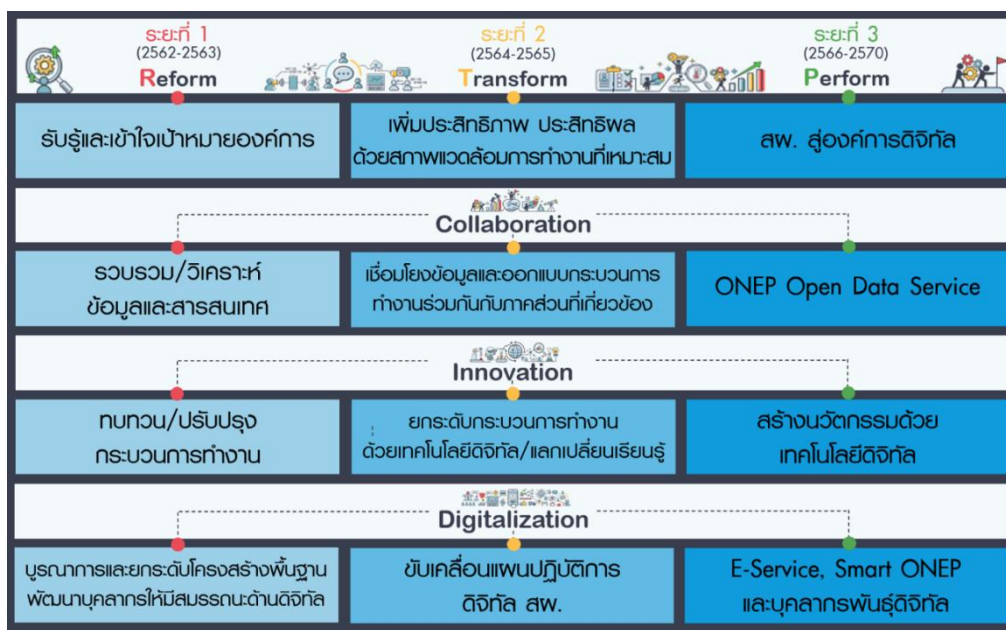 ระยะที่ 1
(2562-2563)
Reform
ระยะที่ 2
(2564-2565)
Transform
ระยะที่ 3
(2566-2570)
Perform
รับรู้และเข้าใจเป้าหมายองค์การ
เพิ่มประสิทธิภาพ ประสิทธิผล
ด้วยสภาพแวดล้อมการทำงานที่เหมาะสม
สผ. สู่องค์การดิจิทัล
Collaboration
รวบรวม/วิเคราะห์
ข้อมูลและสารสนเทศ
เชื่อมโยงข้อมูลและออกแบบกระบวนการ
ทำงานร่วมกันกับภาคส่วนที่เกี่ยวข้อง
ONEP Open Data Service
Innovation
ทบทวน/ปรับปรุง
กระบวนการทำงาน
ยกระดับกระบวนการทำงาน
ด้วยเทคโนโลยีดิจิทัล/แลกเปลี่ยนเรียนรู้
สร้างนวัตกรรมด้วย
เทคโนโลยีดิจิทัล
Digitalization
บูรณาการและยกระดับโครงสร้างพื้นฐาน
พัฒนาบุคลากรให้มีสมรรถนะด้านดิจิทัล
ขับเคลื่อนแผนปฏิบัติการ
ดิจิทัล สผ.
E-Service, Smart ONEP
และบุคลากรพันธุ์ดิจิทัล